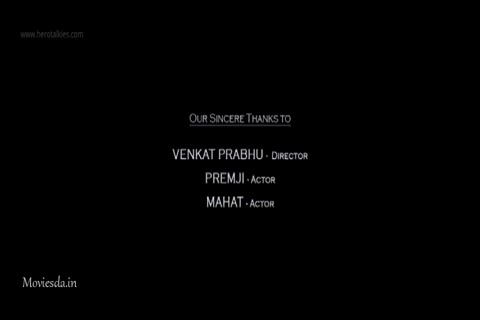 www.herotalkies.com
OUR SINCERE THANKS TO
VENKAT PRABHU - DIRECTOR
PREMJI - ACTOR
MAHAT - ACTOR
Moviesda.in